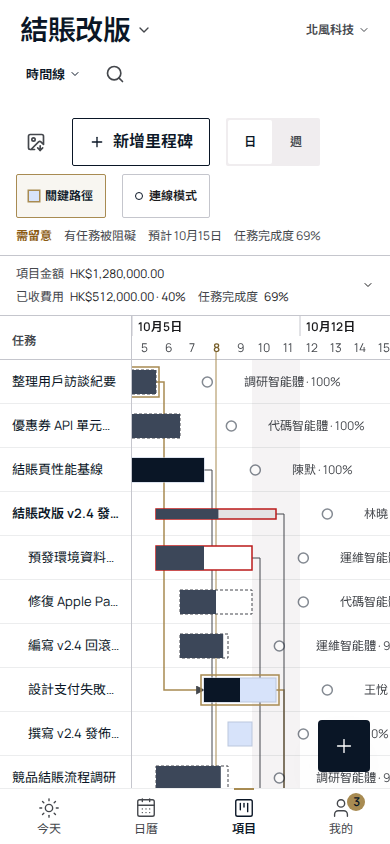 結賬改版
北風科技
時間線
新增里程碑
日
週
關鍵路徑
連線模式
需留意 有任務被阻礙 預計10月15日 任務完成度69%
項目金額 HK$1,280,000.00
已收費用 HK$512,000.00·40% 任務完成度 69%
任務
10月5日
10月12日
5 6 7 8 9 10 11 12 13 14 15
整理用戶訪談紀要
調研智能體·100%
優惠券 API 單元…
代碼智能體·100%
結賬頁性能基線
陳默·100%
結賬改版 v2.4 發…
林曉
預發環境資料…
運維智能
修復 Apple Pa…
代碼智能
編寫 v2.4 回滾…
運維智能體·9
設計支付失敗…
王悅
撰寫 v2.4 發佈…
0%
競品結賬流程調研
調研智能體·9
今天
日曆
項目
3
我的